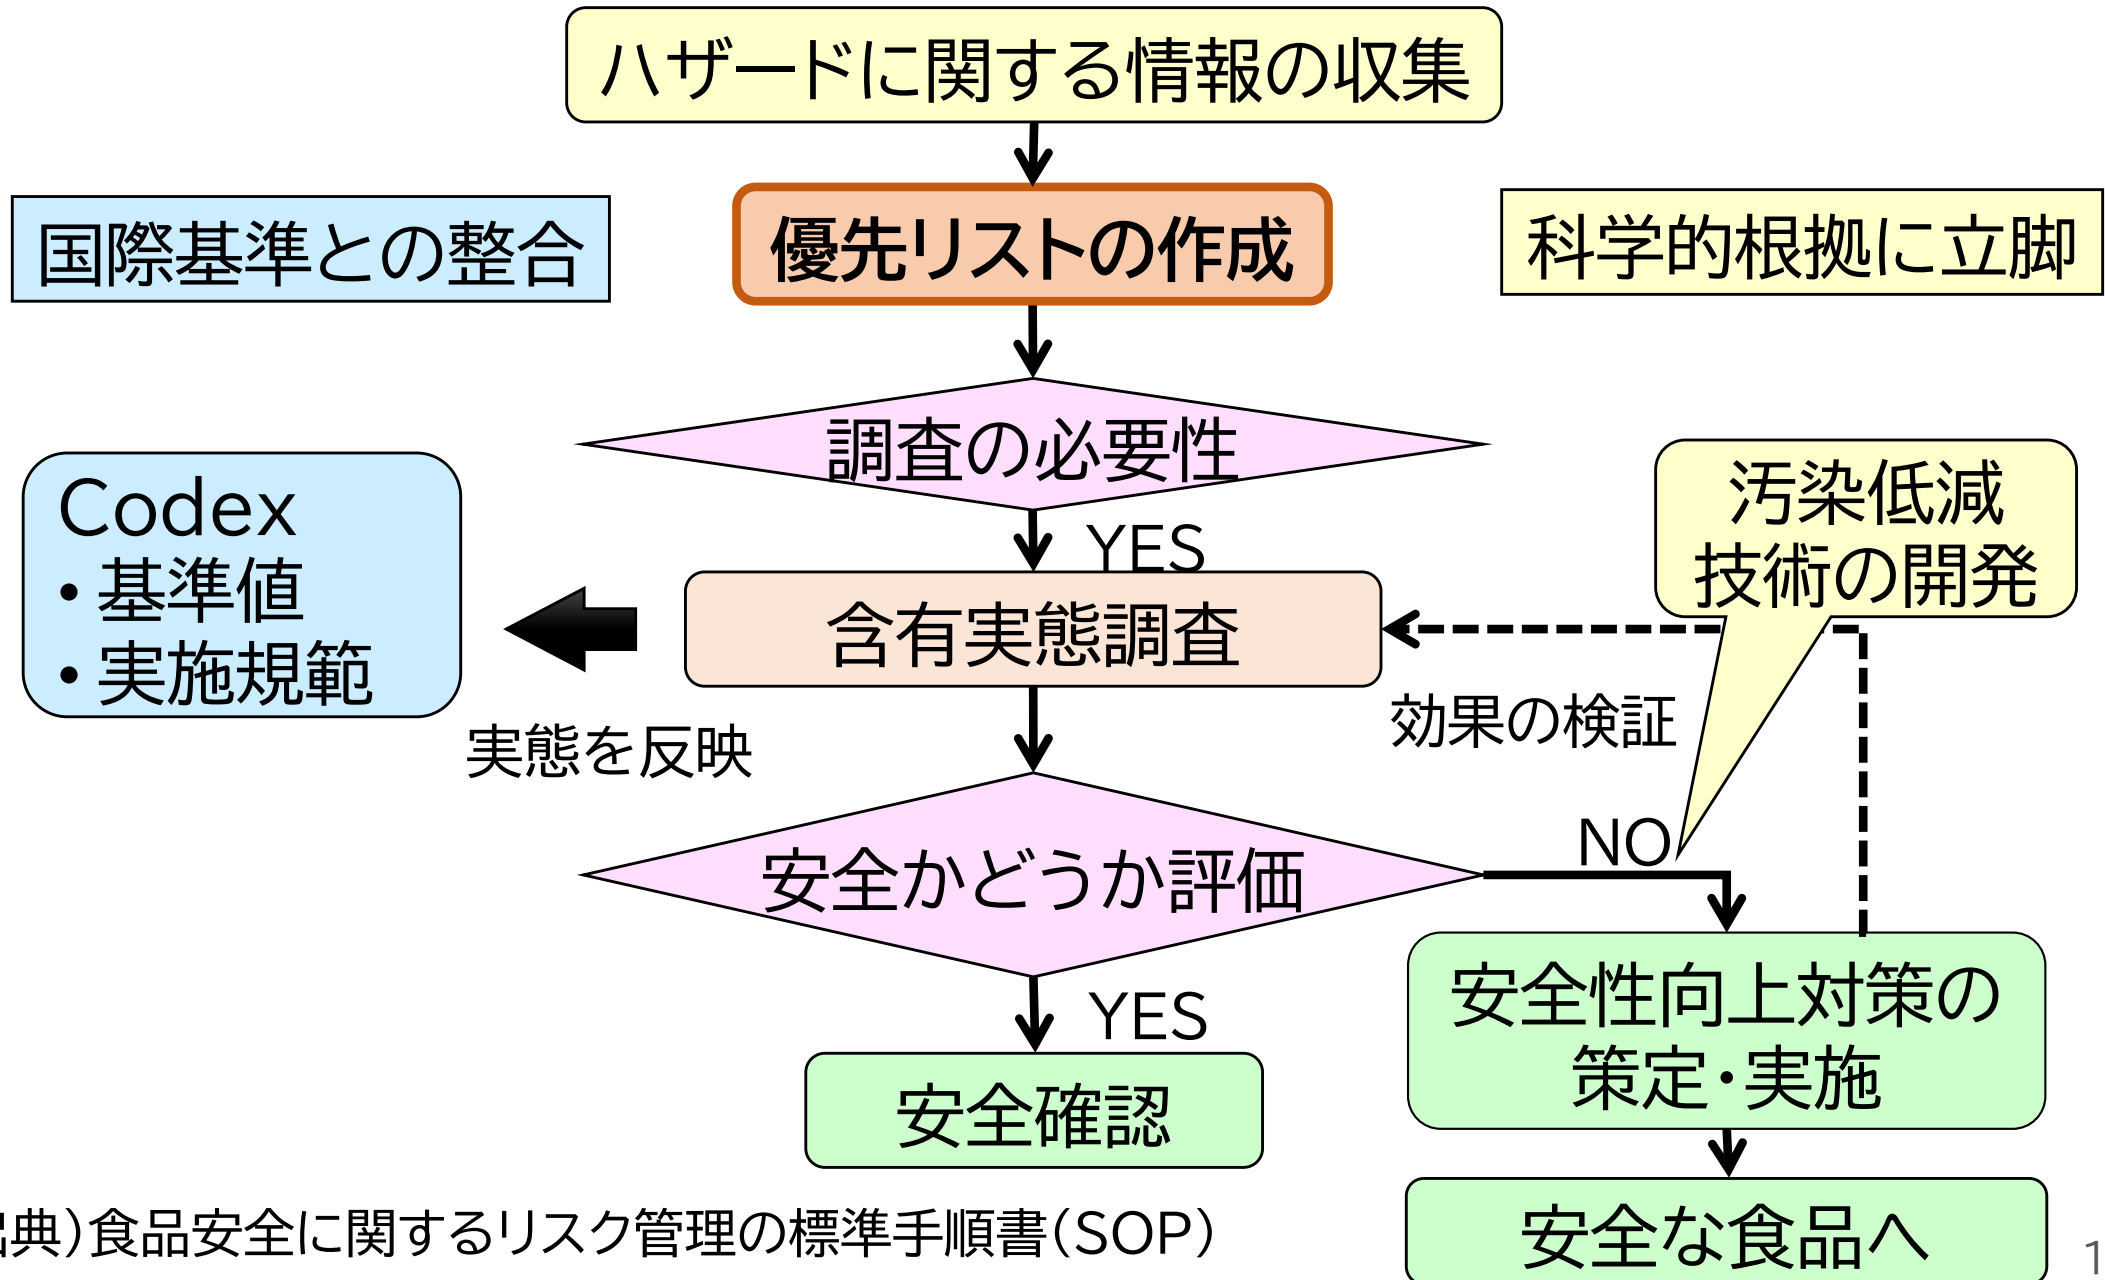 ハザードに関する情報の収集
国際基準との整合
優先リストの作成
科学的根拠に立脚
調査の必要性
YES
Codex
• 基準値
• 実施規範
汚染低減
技術の開発
含有実態調査
実態を反映
効果の検証
安全かどうか評価
NO
YES
安全確認
安全性向上対策の
策定・実施
安全な食品へ
典）食品安全に関するリスク管理の標準手順書（SOP）
1